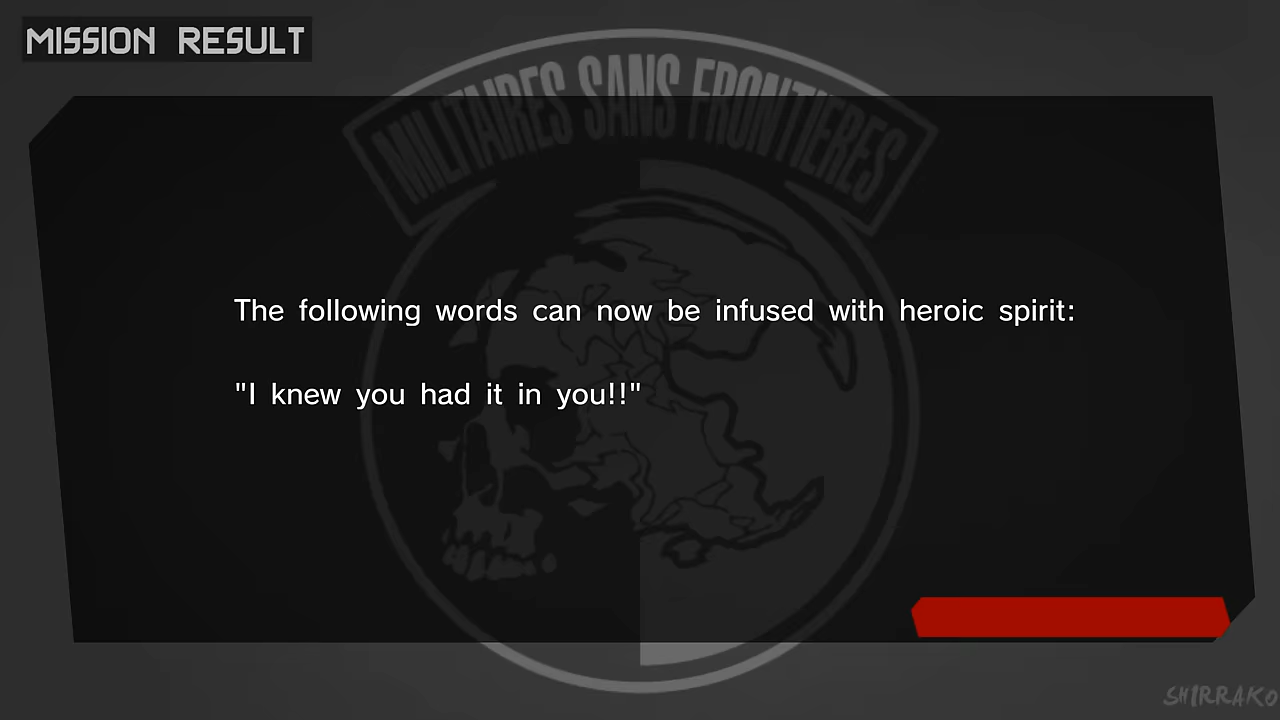 MISSION RESULT
MILITAIRES SANS FRONTIERES
The following words can now be infused with heroic spirit:
"I knew you had it in you!!"
SHIRRAKO